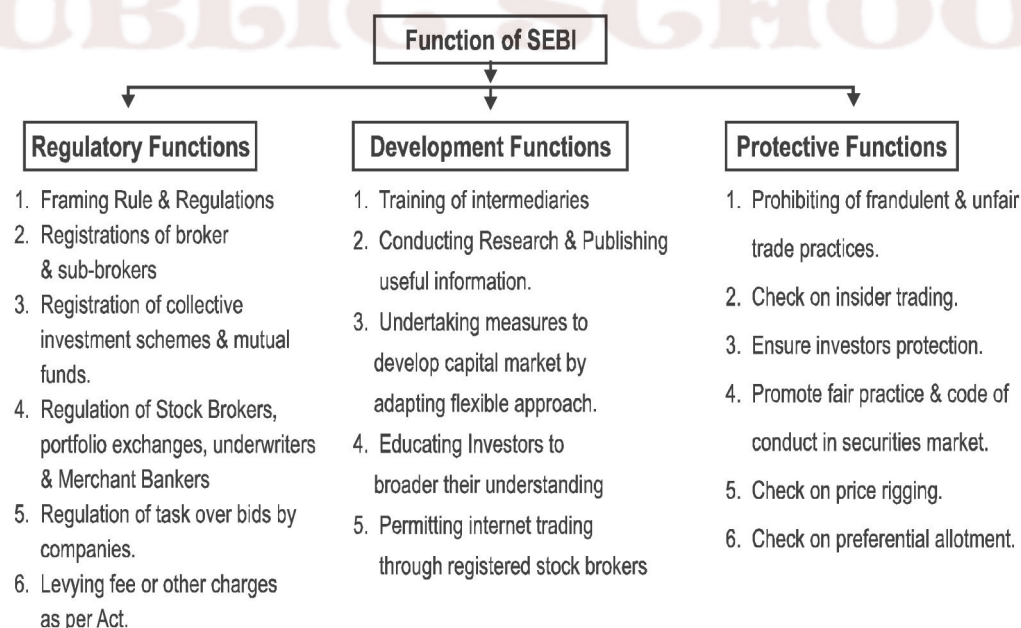 PUBLIC SCHOOL
Function of SEBI
Regulatory Functions
1. Framing Rule & Regulations
2. Registrations of broker
& sub-brokers
3. Registration of collective
investment schemes & mutual
funds.
4. Regulation of Stock Brokers,
portfolio exchanges, underwriters
& Merchant Bankers
5. Regulation of task over bids by
companies.
6. Levying fee or other charges
as per Act.
Development Functions
1. Training of intermediaries
2. Conducting Research & Publishing
useful information.
3. Undertaking measures to
develop capital market by
adapting flexible approach.
4. Educating Investors to
broader their understanding
5. Permitting internet trading
through registered stock brokers
Protective Functions
1. Prohibiting of frandulent & unfair
trade practices.
2. Check on insider trading.
3. Ensure investors protection.
4. Promote fair practice & code of
conduct in securities market.
5. Check on price rigging.
6. Check on preferential allotment.